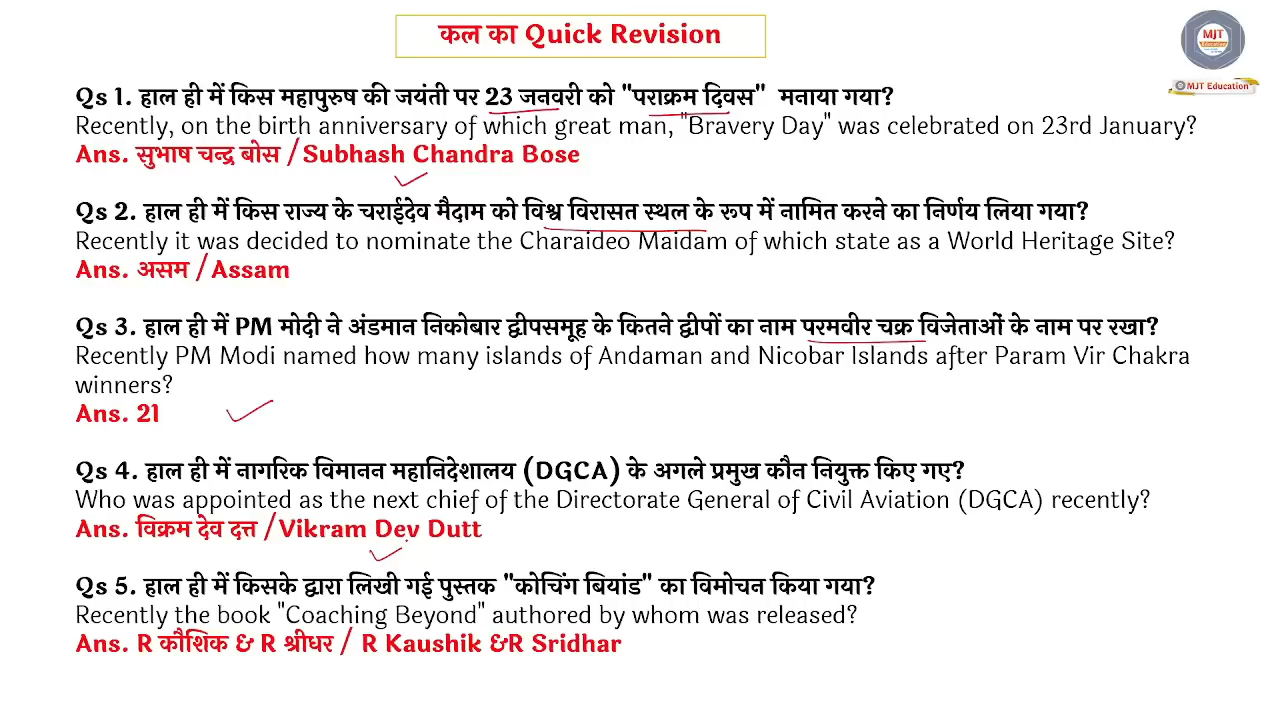 कल का Quick Revision
MJT
Education
MJT Education
Qs 1. हाल ही में किस महापुरुष की जयंती पर 23 जनवरी को "पराक्रम दिवस" मनाया गया?
Recently, on the birth anniversary of which great man, "Bravery Day" was celebrated on 23rd January?
Ans. सुभाष चन्द्र बोस /Subhash Chandra Bose
Qs 2. हाल ही में किस राज्य के चराईदेव मैदाम को विश्व विरासत स्थल के रूप में नामित करने का निर्णय लिया गया?
Recently it was decided to nominate the Charaideo Maidam of which state as a World Heritage Site?
Ans. असम /Assam
Qs 3. हाल ही में PM मोदी ने अंडमान निकोबार द्वीपसमूह के कितने द्वीपों का नाम परमवीर चक्र विजेताओं के नाम पर रखा?
Recently PM Modi named how many islands of Andaman and Nicobar Islands after Param Vir Chakra
winners?
Ans. 21
Qs 4. हाल ही में नागरिक विमानन महानिदेशालय (DGCA) के अगले प्रमुख कौन नियुक्त किए गए?
Who was appointed as the next chief of the Directorate General of Civil Aviation (DGCA) recently?
Ans. विक्रम देव दत्त /Vikram Dev Dutt
Qs 5. हाल ही में किसके द्वारा लिखी गई पुस्तक "कोचिंग बियांड" का विमोचन किया गया?
Recently the book "Coaching Beyond" authored by whom was released?
Ans. R कौशिक & R श्रीधर / R Kaushik &R Sridhar